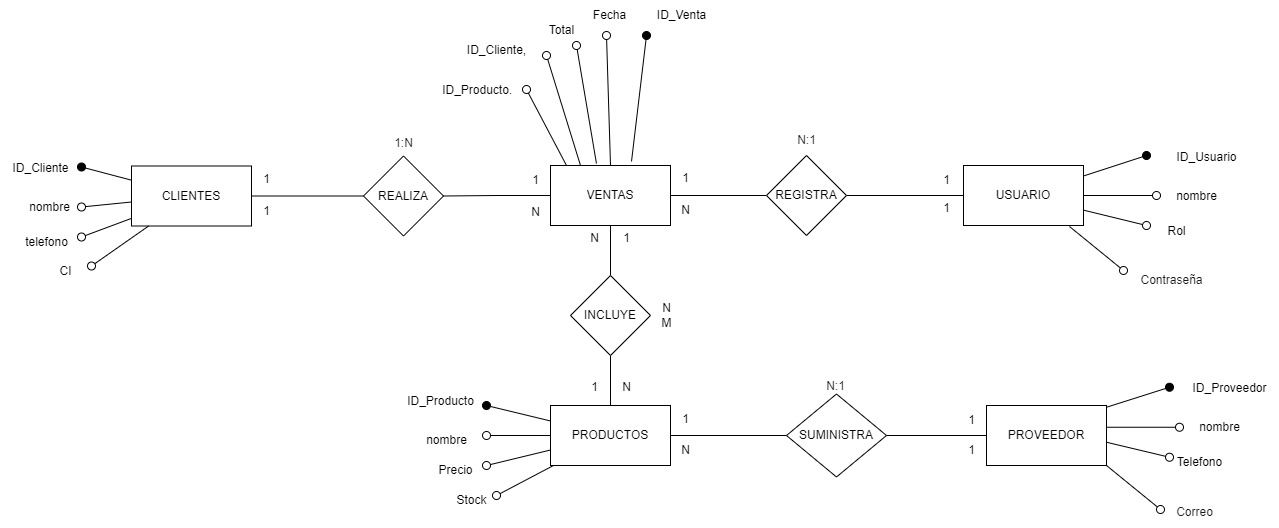 Fecha
ID_Venta
Total
ID_Cliente,
ID_Producto.
1:N
N:1
ID_Cliente
nombre
telefono
CI
CLIENTES
1
1
REALIZA
1
N
VENTAS
1
N
REGISTRA
1
1
USUARIO
ID_Usuario
nombre
Rol
Contraseña
N
1
INCLUYE
N
M
1
N
ID_Producto
nombre
Precio
Stock
PRODUCTOS
1
N
N:1
SUMINISTRA
1
1
PROVEEDOR
ID_Proveedor
nombre
Telefono
Correo